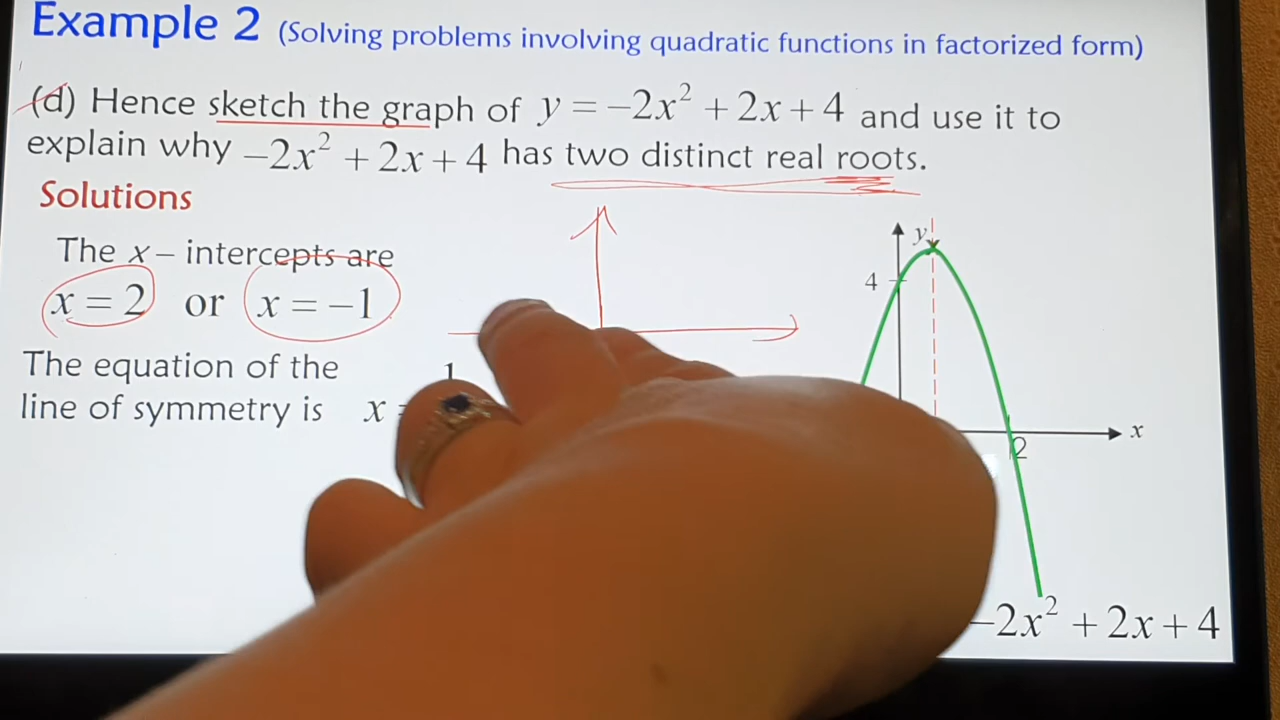 Example 2 (Solving problems involving quadratic functions in factorized form)
(d) Hence sketch the graph of y = −2x² + 2x + 4 and use it to
explain why −2x² + 2x + 4 has two distinct real roots.
Solutions
The x – intercepts are
x = 2 or x = −1
The equation of the
line of symmetry is x =
1
y
4
2
x
−2x² + 2x + 4